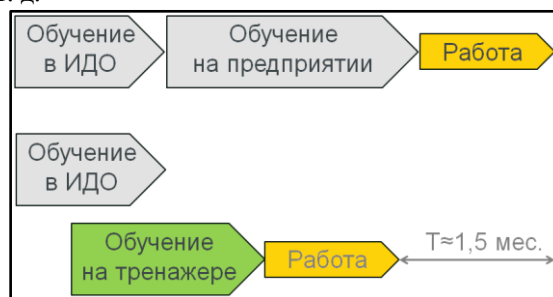 Обучение
в ИДО
Обучение
на предприятии
Работа
Обучение
в ИДО
Обучение
на тренажере
Работа
T≈1,5 мес.